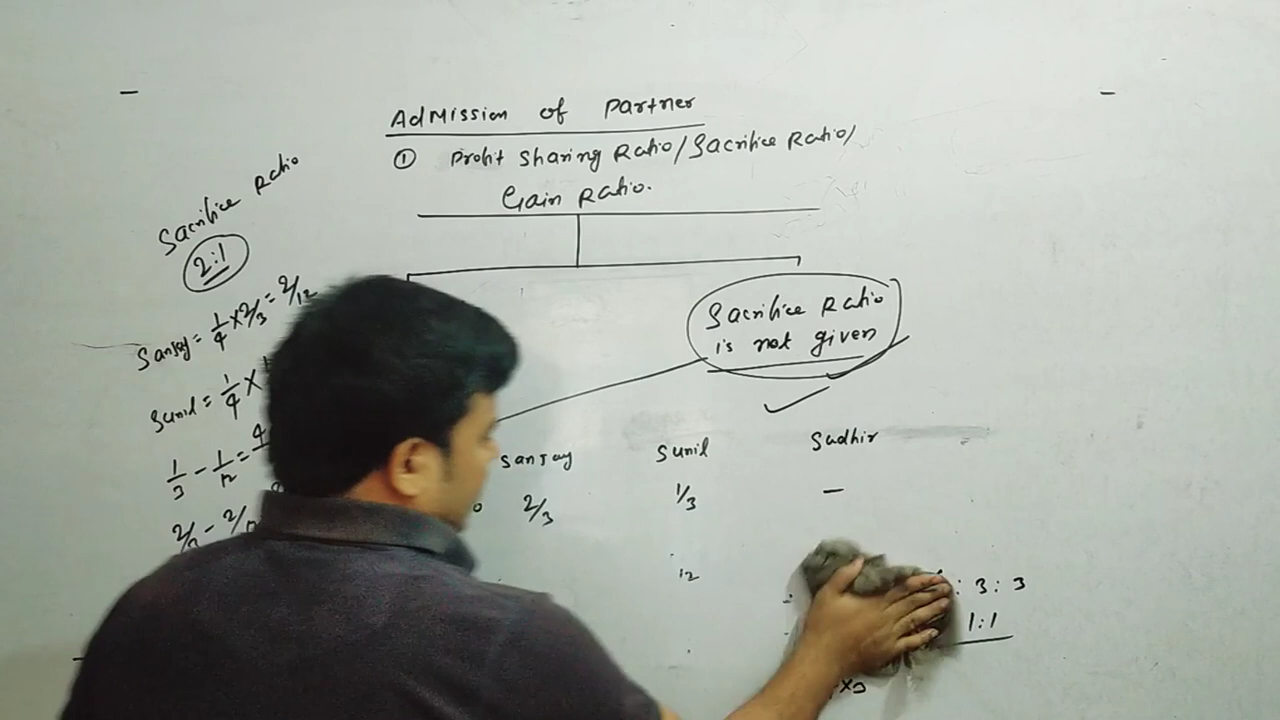 Admission of Partner
① Profit Sharing Ratio/Sacrifice Ratio/
Gain Ratio.
Sacrifice Ratio
2:1
Sanjay = 1/4 × 2/3 = 2/12
Sunil = 1/4 ×
1/3 - 1/12 = 4
2/3 - 2/12
Sacrifice Ratio
is not given
Sanjay Sunil Sudhir
2/3 1/3 —
12 : 3 : 3
1:1
×3